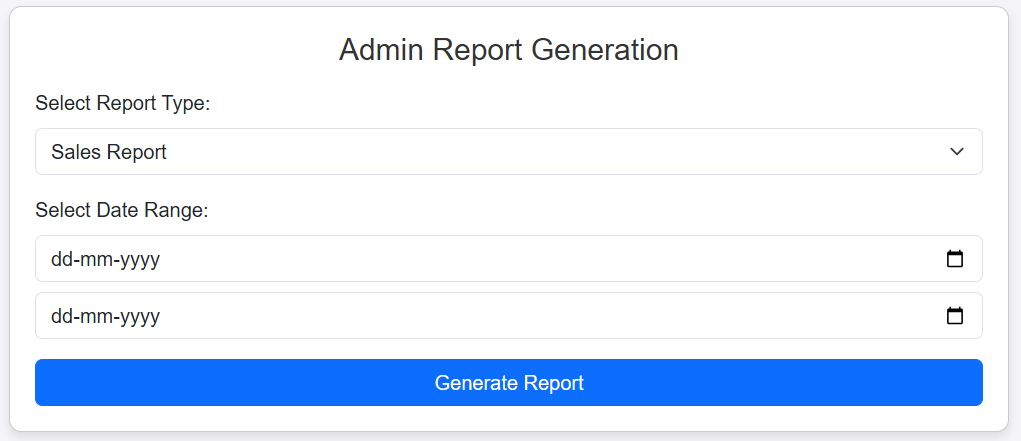 Admin Report Generation
Select Report Type:
Sales Report
Select Date Range:
dd-mm-yyyy
dd-mm-yyyy
Generate Report